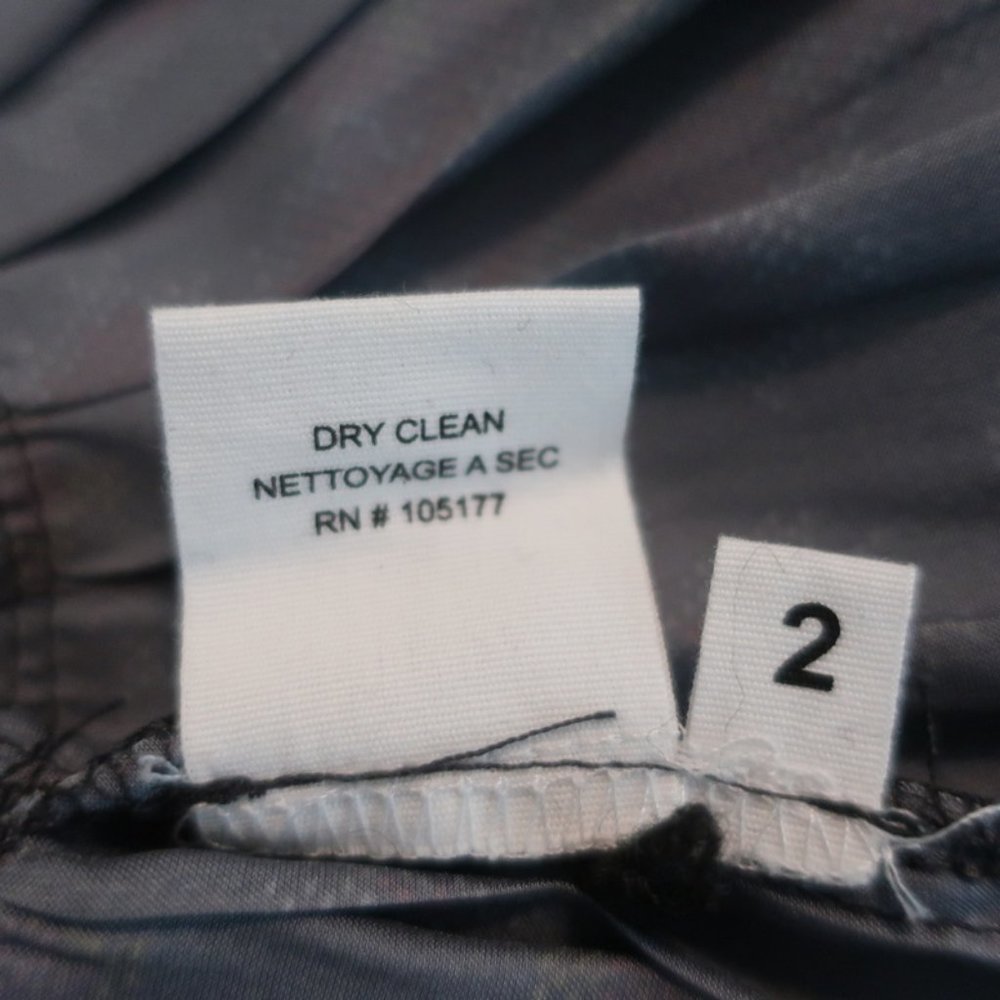 DRY CLEAN
NETTOYAGE A SEC
RN # 105177
2